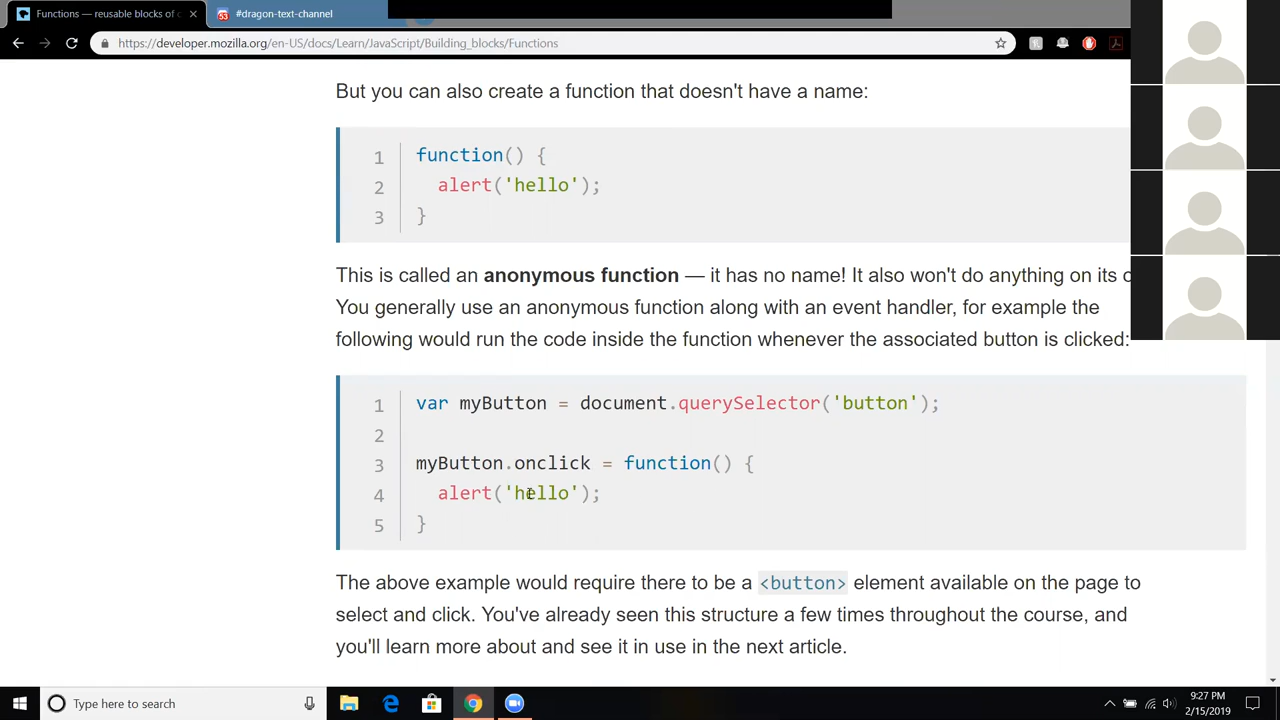 Functions — reusable blocks of
53 #dragon-text-channel
https://developer.mozilla.org/en-US/docs/Learn/JavaScript/Building_blocks/Functions
But you can also create a function that doesn't have a name:
1 function() {
2 alert('hello');
3 }
This is called an anonymous function — it has no name! It also won't do anything on its
You generally use an anonymous function along with an event handler, for example the
following would run the code inside the function whenever the associated button is clicked:
1 var myButton = document.querySelector('button');
2
3 myButton.onclick = function() {
4 alert('hello');
5 }
The above example would require there to be a <button> element available on the page to
select and click. You've already seen this structure a few times throughout the course, and
you'll learn more about and see it in use in the next article.
Type here to search
9:27 PM
2/15/2019